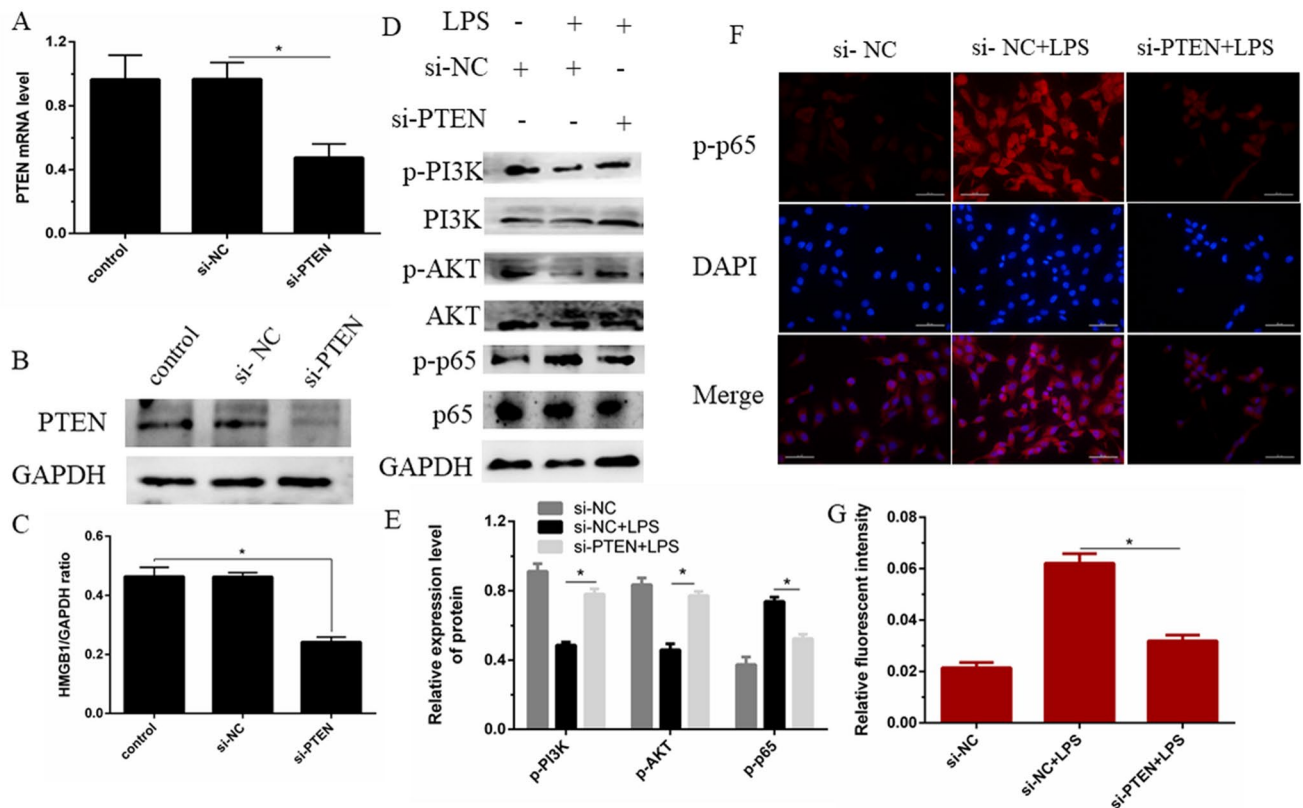 A
PTEN mRNA level
1.2
0.8
0.4
0.0
*
control
si-NC
si-PTEN
B
control
si- NC
si-PTEN
PTEN
GAPDH
C
HMGB1/GAPDH ratio
0.6
0.4
0.2
0.0
*
control
si-NC
si-PTEN
D
LPS - + +
si-NC + + -
si-PTEN - - +
p-PI3K
PI3K
p-AKT
AKT
p-p65
p65
GAPDH
E
si-NC
si-NC+LPS
si-PTEN+LPS
Relative expression level
of protein
1.2
0.8
0.4
0.0
* * *
p-PI3K
p-AKT
p-p65
F
si- NC si- NC+LPS si-PTEN+LPS
p-p65
DAPI
Merge
G
Relative fluorescent intensity
0.08
0.06
0.04
0.02
0.00
*
si-NC
si-NC+LPS
si-PTEN+LPS